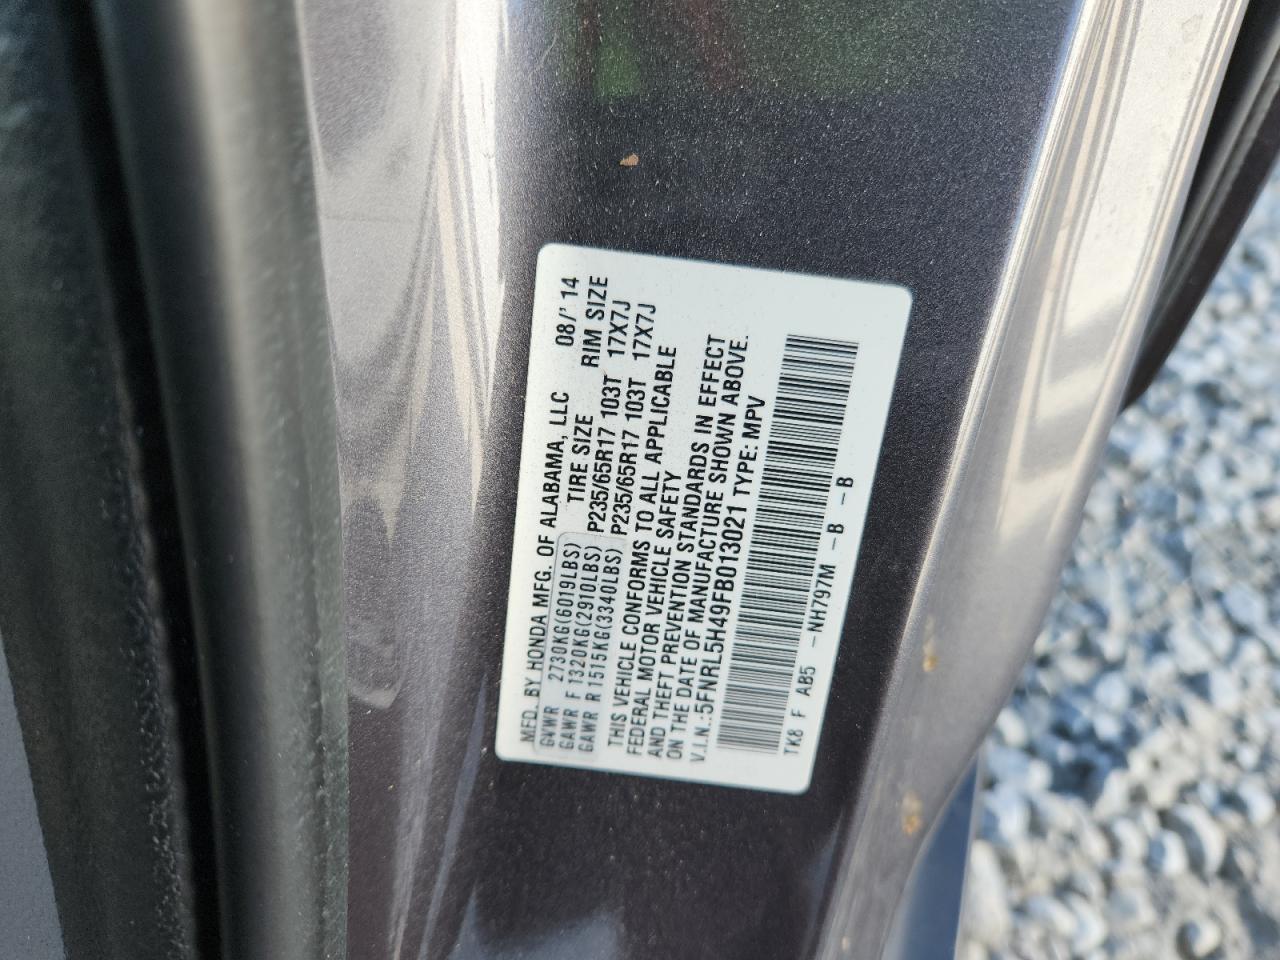 MFD. BY HONDA MFG. OF ALABAMA, LLC 08/'14
GVWR 2730KG(6019LBS) TIRE SIZE RIM SIZE
GAWR F 1320KG(2910LBS) P235/65R17 103T 17X7J
GAWR R 1515KG(3340LBS) P235/65R17 103T 17X7J
THIS VEHICLE CONFORMS TO ALL APPLICABLE
FEDERAL MOTOR VEHICLE SAFETY
AND THEFT PREVENTION STANDARDS IN EFFECT
ON THE DATE OF MANUFACTURE SHOWN ABOVE.
V.I.N.:5FNRL5H49FB013021 TYPE: MPV
TK8 F AB5 -NH797M -B -B